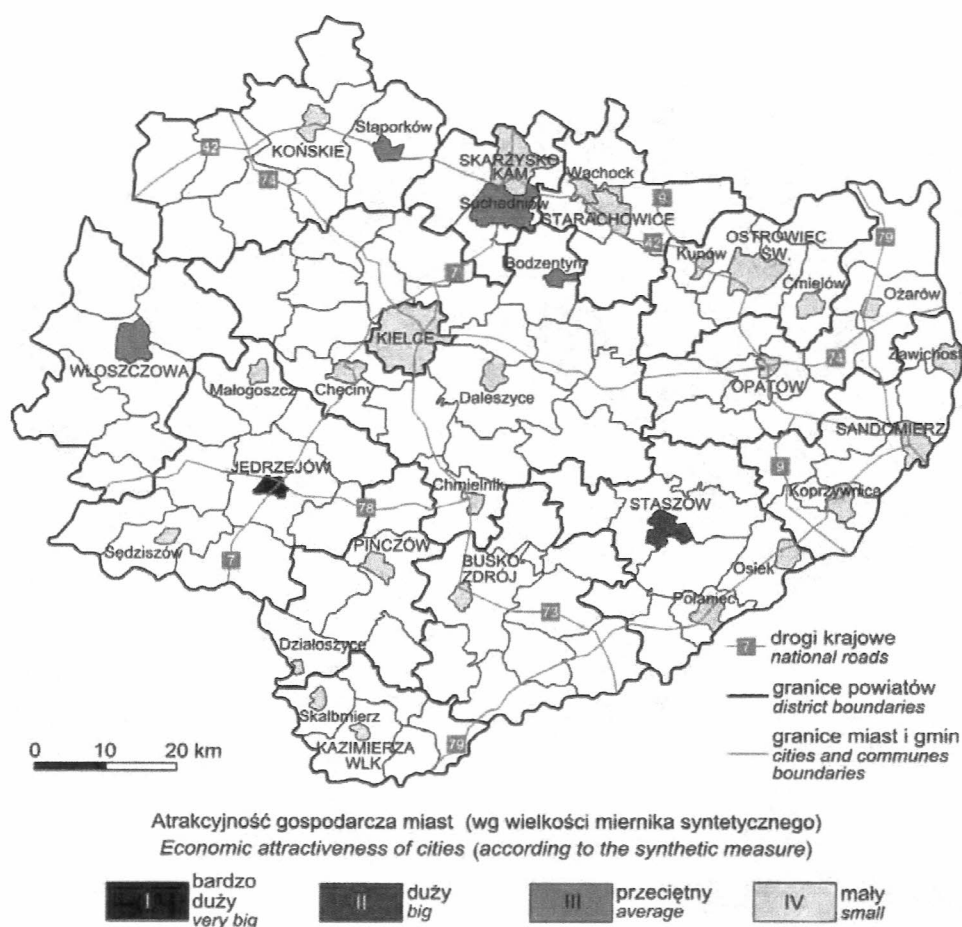 Stąporków
42
KOŃSKIE
SKARŻYSKO
KAM.
Wąchock
74
Suchedniów
9
STARACHOWICE
42
OSTROWIEC
ŚW.
79
Kunów
7
Bodzentyn
Ćmielów
Ożarów
KIELCE
WŁOSZCZOWA
74
Zawichost
Małogoszcz
Chęciny
Daleszyce
OPATÓW
SANDOMIERZ
JĘDRZEJÓW
9
Chmielnik
78
STASZÓW
Koprzywnica
Sędziszów
PIŃCZÓW
7
BUSKO-
ZDRÓJ
Osiek
Połaniec
73
Działoszyce
7 drogi krajowe
national roads
Skalbmierz
granice powiatów
district boundaries
KAZIMIERZA
WLK.
79
granice miast i gmin
cities and communes
boundaries
0 10 20 km
Atrakcyjność gospodarcza miast (wg wielkości miernika syntetycznego)
Economic attractiveness of cities (according to the synthetic measure)
I bardzo
duży
very big
II duży
big
III przeciętny
average
IV mały
small